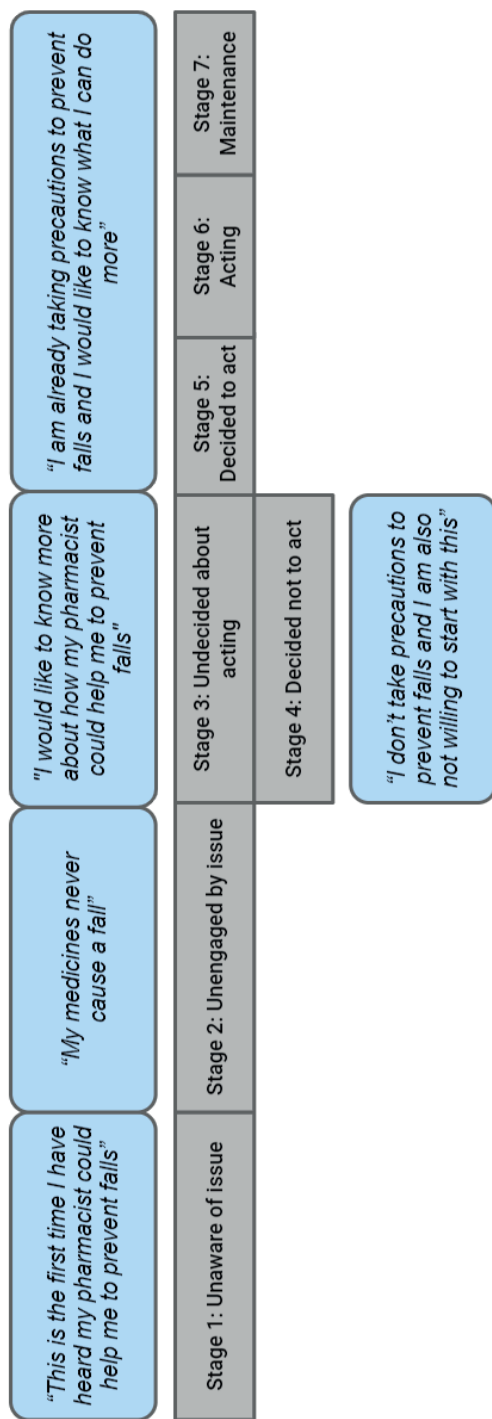 “This is the first time I have
heard my pharmacist could
help me to prevent falls”
“My medicines never
cause a fall”
"I would like to know more
about how my pharmacist
could help me to prevent
falls"
“I am already taking precautions to prevent
falls and I would like to know what I can do
more”
Stage 1: Unaware of issue
Stage 2: Unengaged by issue
Stage 3: Undecided about
acting
Stage 5:
Decided to act
Stage 6:
Acting
Stage 7:
Maintenance
Stage 4: Decided not to act
“I don’t take precautions to
prevent falls and I am also
not willing to start with this”